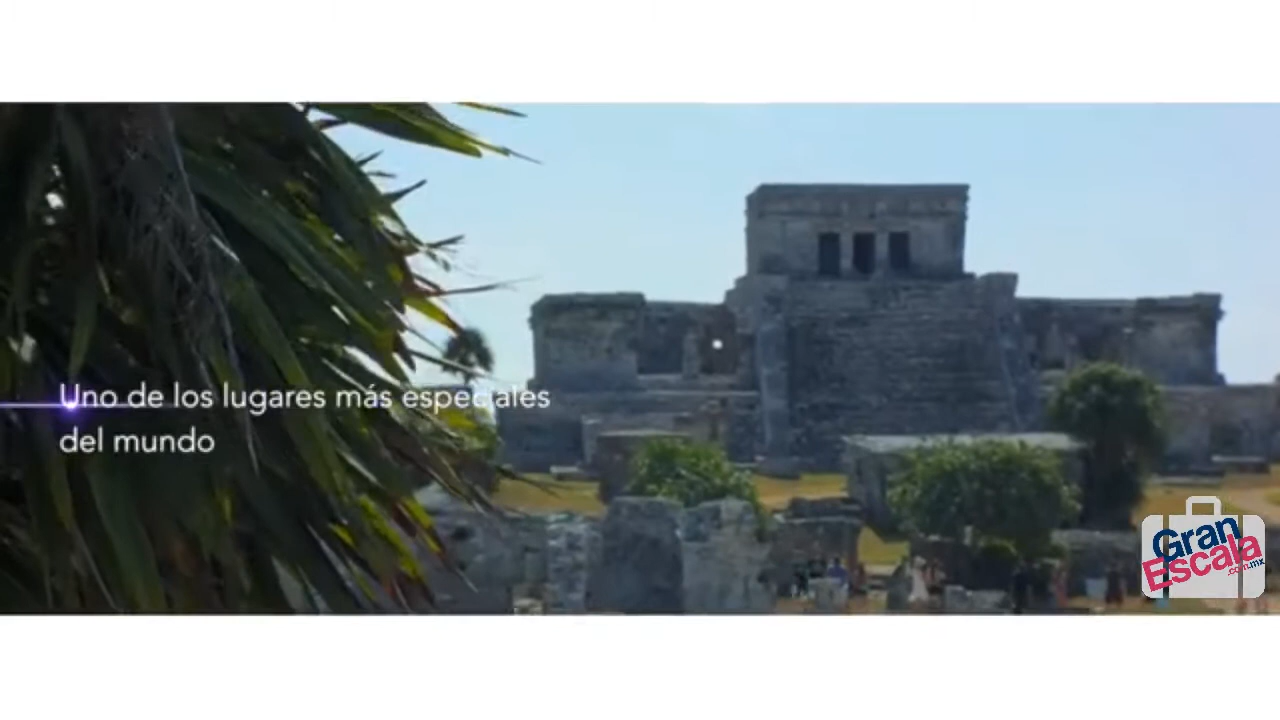 Uno de los lugares más especiales
del mundo
Gran
Escala
.com.mx